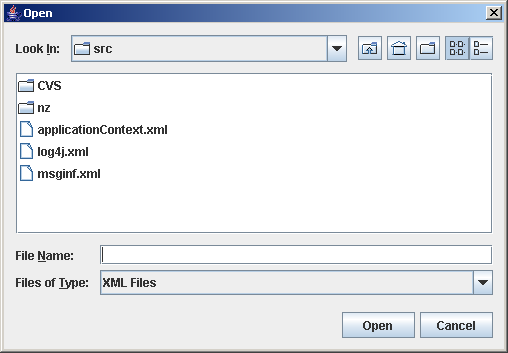 Open
Look In: src
CVS
nz
applicationContext.xml
log4j.xml
msginf.xml
File Name:
Files of Type: XML Files
Open Cancel